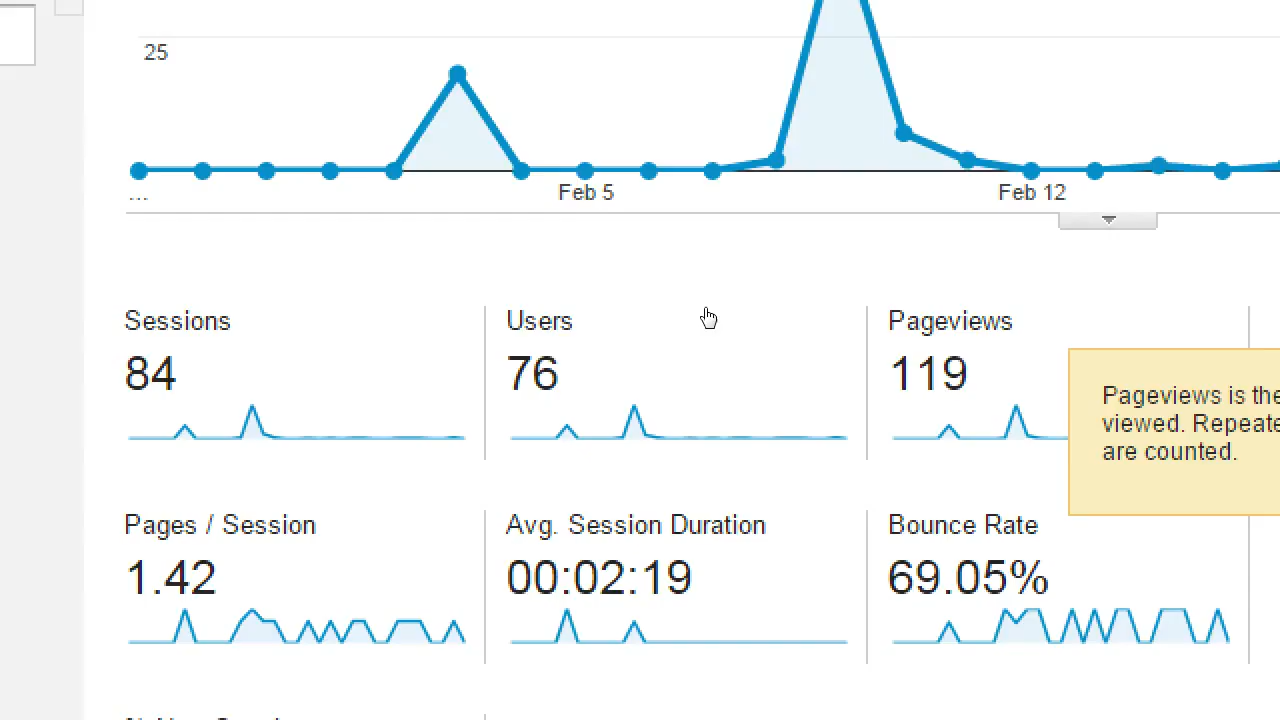 25
...
Feb 5
Feb 12
Sessions
Users
Pageviews
84
76
119
Pageviews is the
viewed. Repeate
are counted.
Pages / Session
Avg. Session Duration
Bounce Rate
1.42
00:02:19
69.05%